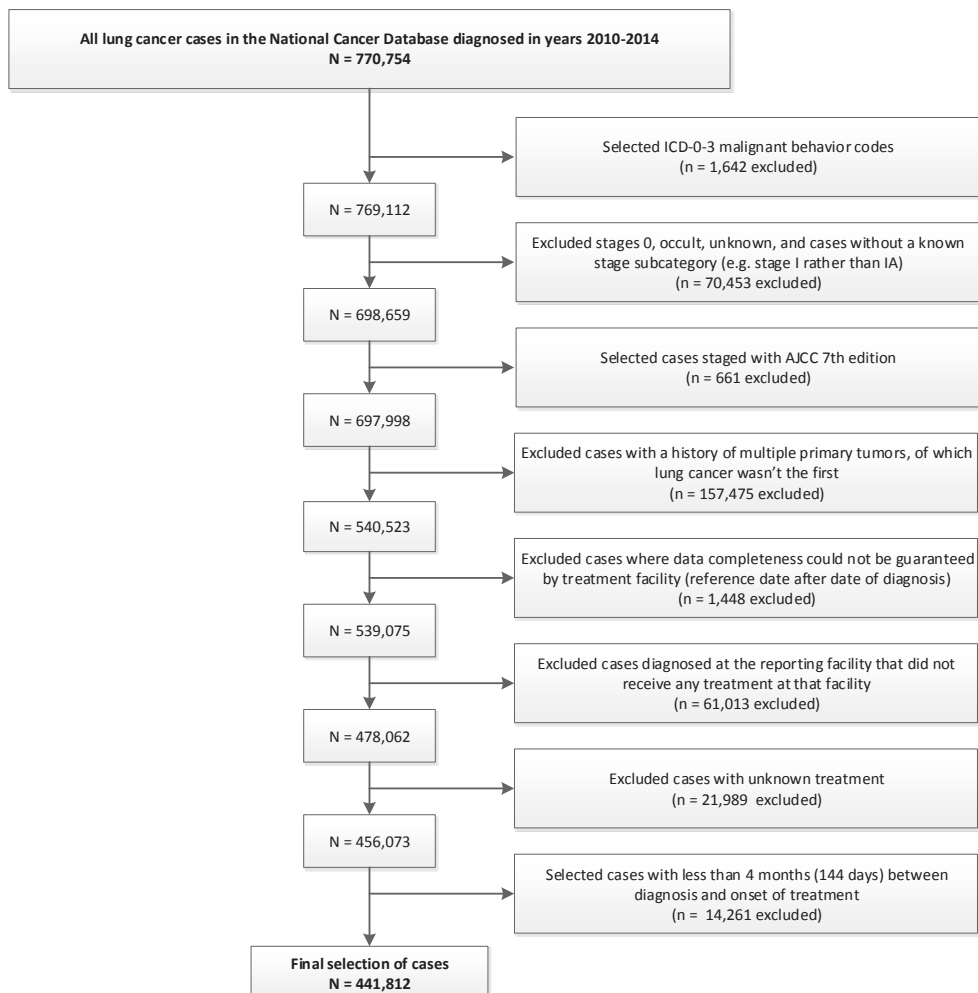 All lung cancer cases in the National Cancer Database diagnosed in years 2010-2014
N = 770,754
Selected ICD-0-3 malignant behavior codes
(n = 1,642 excluded)
N = 769,112
Excluded stages 0, occult, unknown, and cases without a known
stage subcategory (e.g. stage I rather than IA)
(n = 70,453 excluded)
N = 698,659
Selected cases staged with AJCC 7th edition
(n = 661 excluded)
N = 697,998
Excluded cases with a history of multiple primary tumors, of which
lung cancer wasn't the first
(n = 157,475 excluded)
N = 540,523
Excluded cases where data completeness could not be guaranteed
by treatment facility (reference date after date of diagnosis)
(n = 1,448 excluded)
N = 539,075
Excluded cases diagnosed at the reporting facility that did not
receive any treatment at that facility
(n = 61,013 excluded)
N = 478,062
Excluded cases with unknown treatment
(n = 21,989 excluded)
N = 456,073
Selected cases with less than 4 months (144 days) between
diagnosis and onset of treatment
(n = 14,261 excluded)
Final selection of cases
N = 441,812